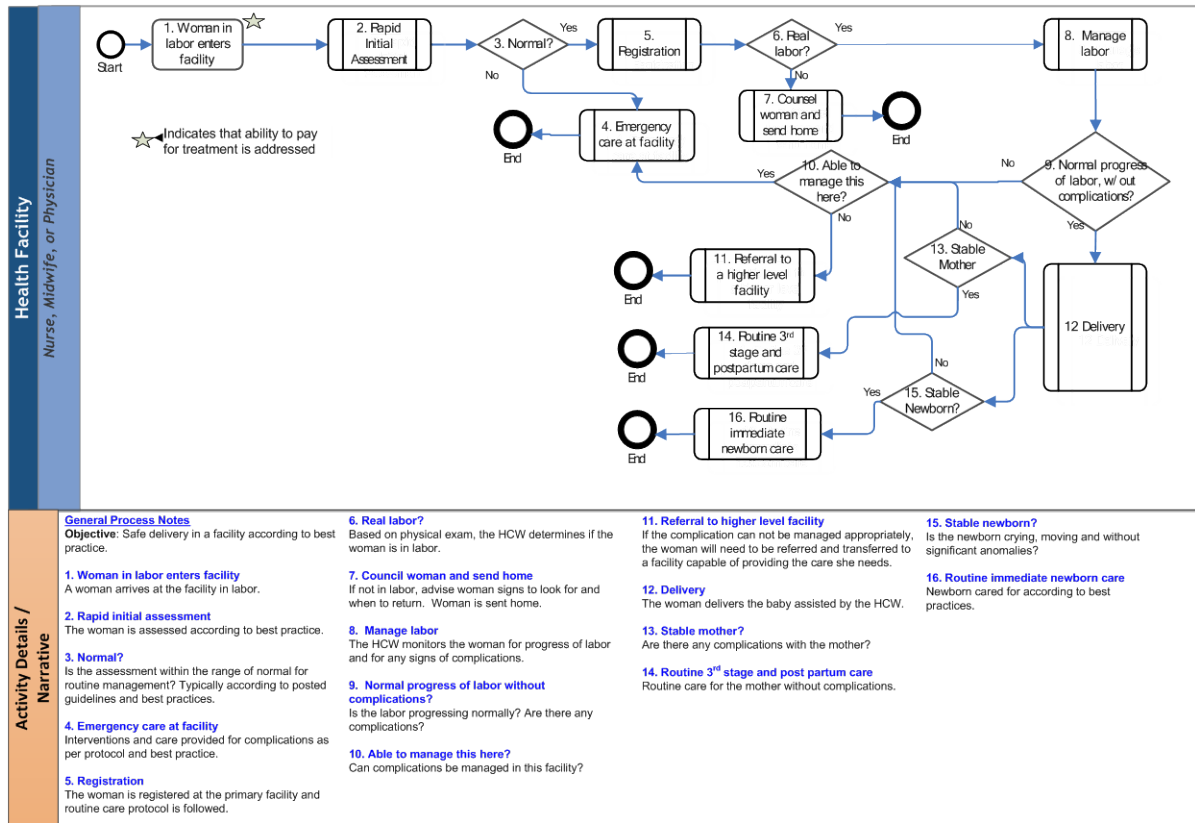 Health Facility
Nurse, Midwife, or Physician
Start
1. Woman in
labor enters
facility
2. Rapid
Initial
Assessment
3. Normal?
Yes
No
5.
Registration
6. Real
labor?
Yes
No
8. Manage
labor
7. Counsel
woman and
send home
End
4. Emergency
care at facility
End
Indicates that ability to pay
for treatment is addressed
10. Able to
manage this
here?
Yes
No
9. Normal progress
of labor, w/ out
complications?
No
Yes
11. Referral to
a higher level
facility
End
13. Stable
Mother
No
Yes
12 Delivery
14. Routine 3rd
stage and
postpartum care
End
15. Stable
Newborn?
No
Yes
16. Routine
immediate
newborn care
End
Activity Details /
Narrative
General Process Notes
Objective: Safe delivery in a facility according to best
practice.
1. Woman in labor enters facility
A woman arrives at the facility in labor.
2. Rapid initial assessment
The woman is assessed according to best practice.
3. Normal?
Is the assessment within the range of normal for
routine management? Typically according to posted
guidelines and best practices.
4. Emergency care at facility
Interventions and care provided for complications as
per protocol and best practice.
5. Registration
The woman is registered at the primary facility and
routine care protocol is followed.
6. Real labor?
Based on physical exam, the HCW determines if the
woman is in labor.
7. Council woman and send home
If not in labor, advise woman signs to look for and
when to return. Woman is sent home.
8. Manage labor
The HCW monitors the woman for progress of labor
and for any signs of complications.
9. Normal progress of labor without
complications?
Is the labor progressing normally? Are there any
complications?
10. Able to manage this here?
Can complications be managed in this facility?
11. Referral to higher level facility
If the complication can not be managed appropriately,
the woman will need to be referred and transferred to
a facility capable of providing the care she needs.
12. Delivery
The woman delivers the baby assisted by the HCW.
13. Stable mother?
Are there any complications with the mother?
14. Routine 3rd stage and post partum care
Routine care for the mother without complications.
15. Stable newborn?
Is the newborn crying, moving and without
significant anomalies?
16. Routine immediate newborn care
Newborn cared for according to best
practices.